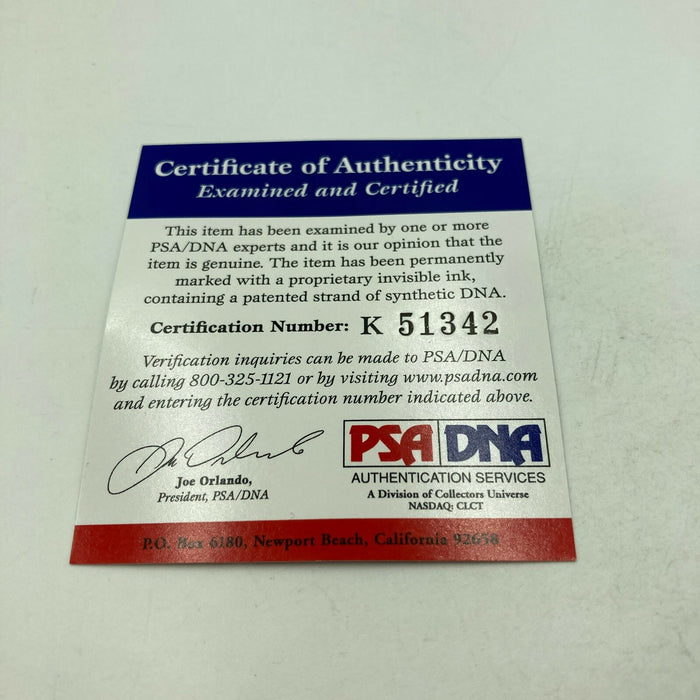 Certificate of Authenticity
Examined and Certified
This item has been examined by one or more
PSA/DNA experts and it is our opinion that the
item is genuine. The item has been permanently
marked with a proprietary invisible ink,
containing a patented strand of synthetic DNA.
Certification Number: K 51342
Verification inquiries can be made to PSA/DNA
by calling 800-325-1121 or by visiting www.psadna.com
and entering the certification number indicated above.
Joe Orlando,
President, PSA/DNA
PSA DNA
AUTHENTICATION SERVICES
A Division of Collectors Universe
NASDAQ: CLCT
P.O. Box 6180, Newport Beach, California 92658